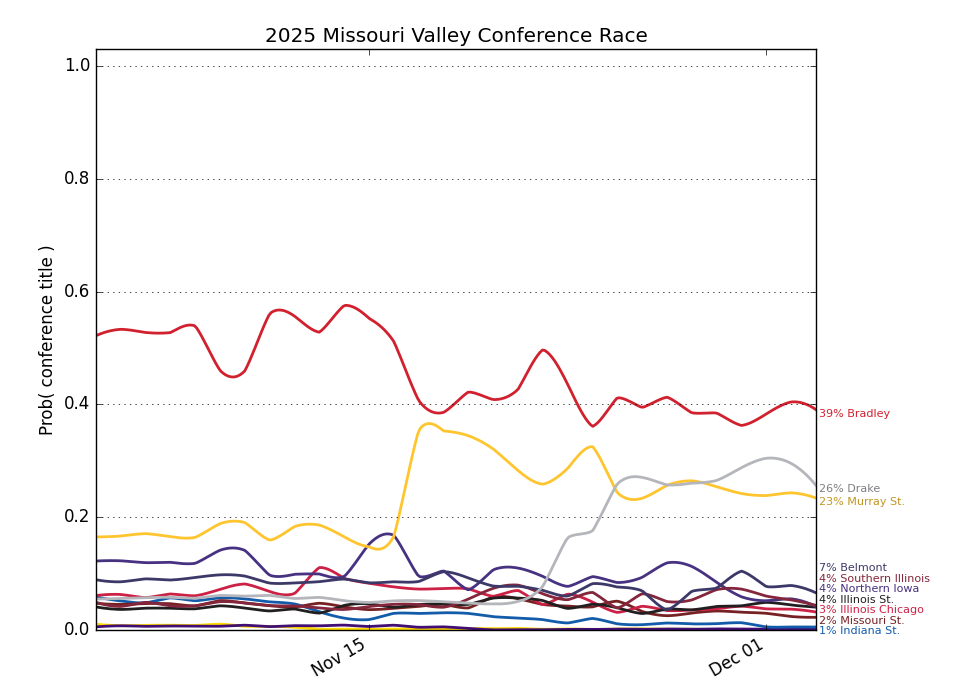 2025 Missouri Valley Conference Race
1.0
0.8
0.6
0.4
0.2
0.0
Prob( conference title )
Nov 15
Dec 01
39% Bradley
26% Drake
23% Murray St.
7% Belmont
4% Southern Illinois
4% Northern Iowa
4% Illinois St.
3% Illinois Chicago
2% Missouri St.
1% Indiana St.